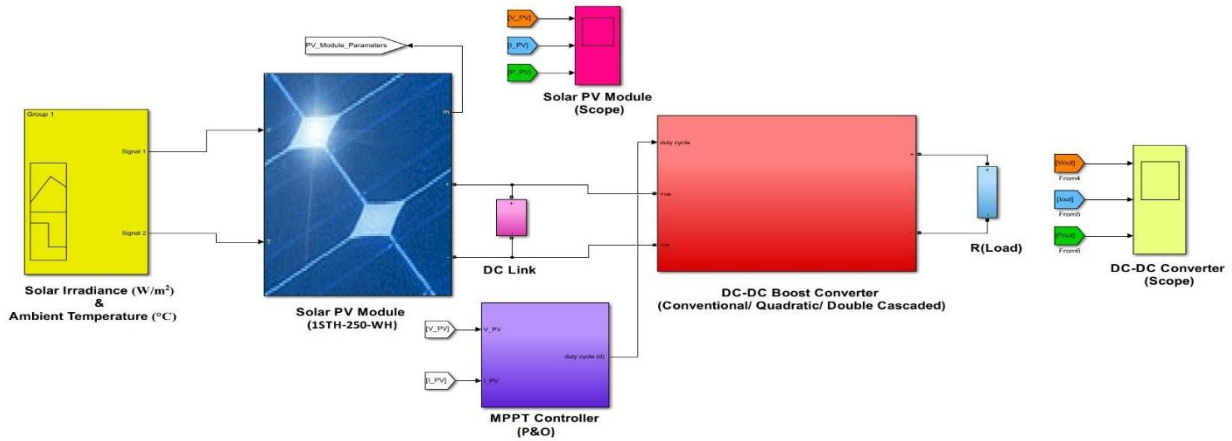 [V_PV]
[I_PV]
[P_PV]
Solar PV Module
(Scope)
PV_Module_Parameters
Group 1
Signal 1
Signal 2
Solar Irradiance (W/m²)
&
Ambient Temperature (°C)
m
T
+
-
Solar PV Module
(1STH-250-WH)
+
-
DC Link
duty cycle
+ve
-ve
+
-
DC-DC Boost Converter
(Conventional/ Quadratic/ Double Cascaded)
+
-
R(Load)
[Vout]
From4
[Iout]
From5
[Pout]
From6
DC-DC Converter
(Scope)
[V_PV]
[I_PV]
V_PV
I_PV
duty cycle (d)
MPPT Controller
(P&O)